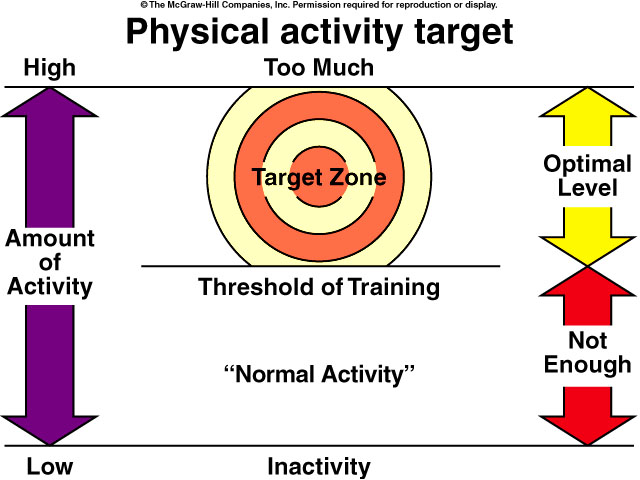 © The McGraw-Hill Companies, Inc. Permission required for reproduction or display.
Physical activity target
High
Too Much
Target Zone
Optimal
Level
Amount
of
Activity
Threshold of Training
Not
Enough
“Normal Activity”
Low
Inactivity